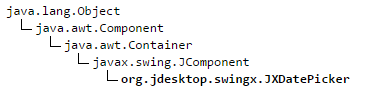 java.lang.Object
java.awt.Component
java.awt.Container
javax.swing.JComponent
org.jdesktop.swingx.JXDatePicker